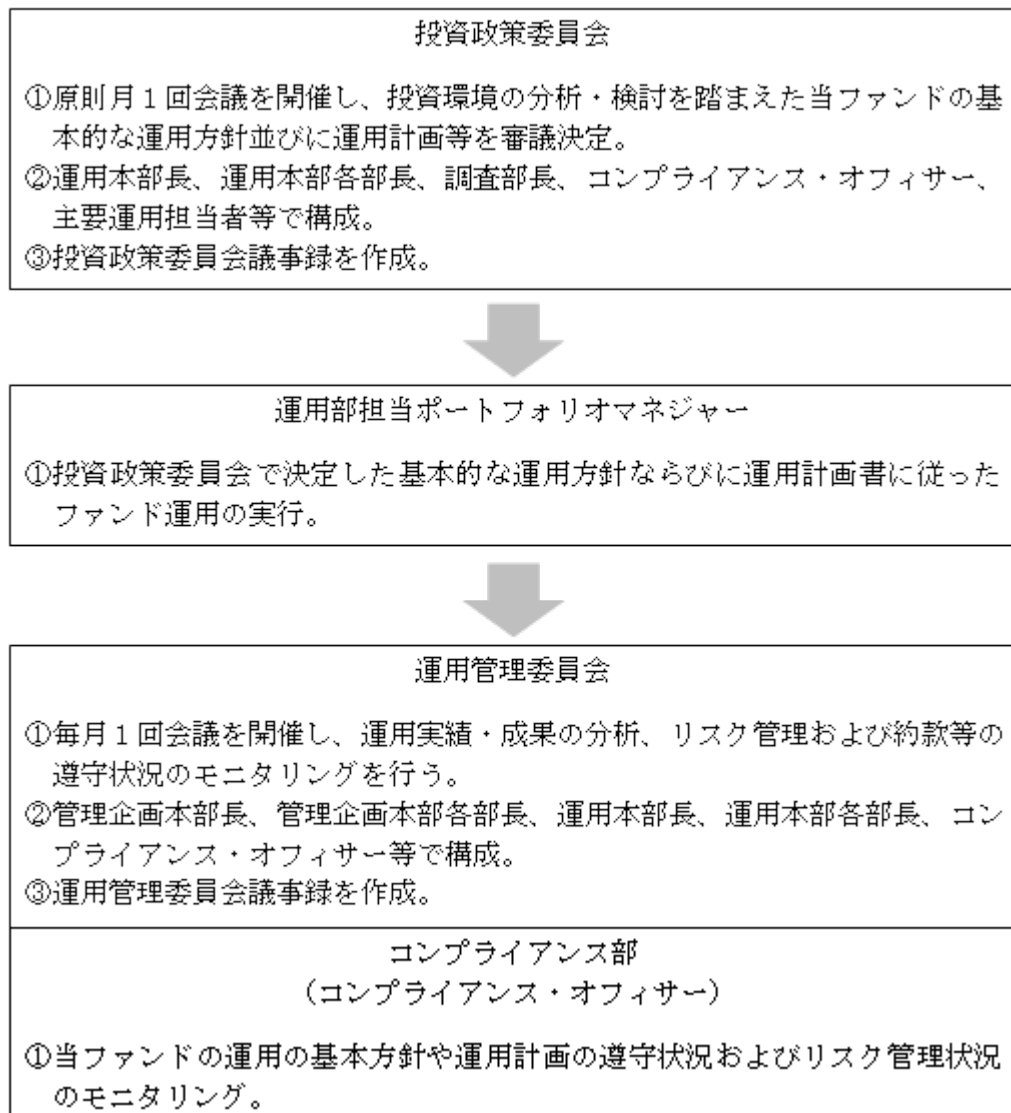 投資政策委員会
①原則月１回会議を開催し、投資環境の分析・検討を踏まえた当ファンドの基
本的な運用方針並びに運用計画等を審議決定。
②運用本部長、運用本部各部長、調査部長、コンプライアンス・オフィサー、
主要運用担当者等で構成。
③投資政策委員会議事録を作成。
運用部担当ポートフォリオマネジャー
①投資政策委員会で決定した基本的な運用方針ならびに運用計画書に従った
ファンド運用の実行。
運用管理委員会
①毎月１回会議を開催し、運用実績・成果の分析、リスク管理および約款等の
遵守状況のモニタリングを行う。
②管理企画本部長、管理企画本部各部長、運用本部長、運用本部各部長、コン
プライアンス・オフィサー等で構成。
③運用管理委員会議事録を作成。
コンプライアンス部
（コンプライアンス・オフィサー）
①当ファンドの運用の基本方針や運用計画の遵守状況およびリスク管理状況
のモニタリング。